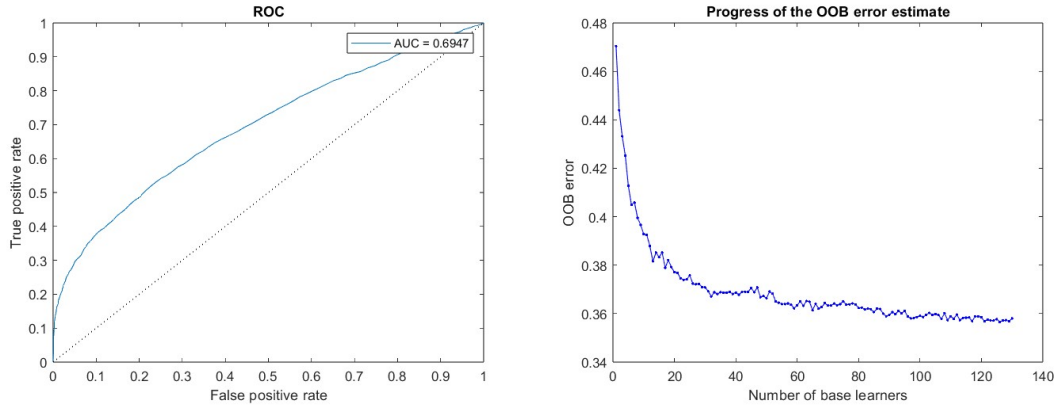 ROC
AUC = 0.6947
1
0.9
0.8
0.7
0.6
0.5
0.4
0.3
0.2
0.1
0
True positive rate
0 0.1 0.2 0.3 0.4 0.5 0.6 0.7 0.8 0.9 1
False positive rate
Progress of the OOB error estimate
0.48
0.46
0.44
0.42
0.4
0.38
0.36
0.34
OOB error
0 20 40 60 80 100 120 140
Number of base learners